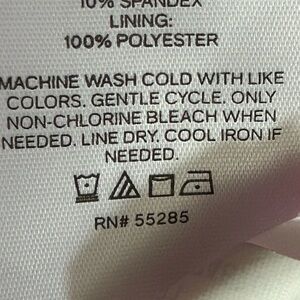 10% SPANDEX
LINING:
100% POLYESTER
MACHINE WASH COLD WITH LIKE
COLORS. GENTLE CYCLE. ONLY
NON-CHLORINE BLEACH WHEN
NEEDED. LINE DRY. COOL IRON IF
NEEDED.
RN# 55285